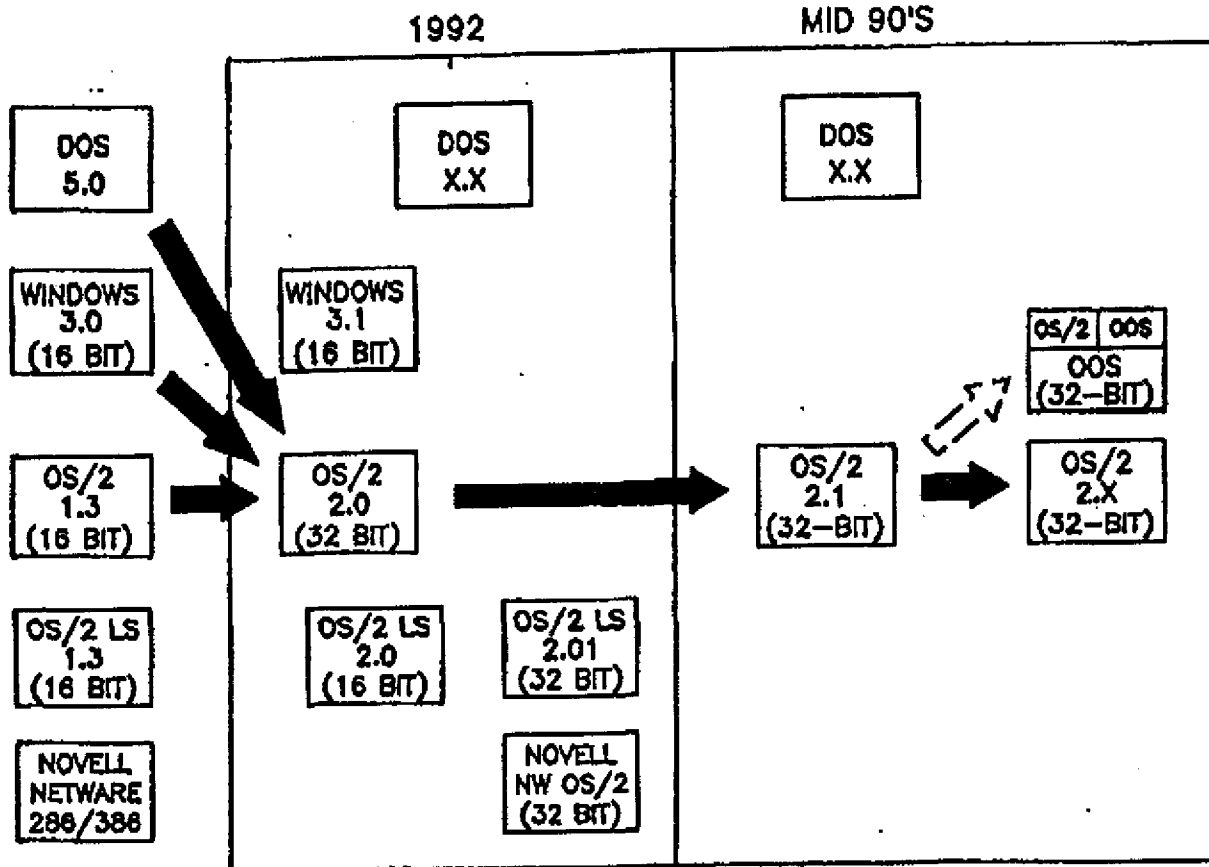 1992
MID 90'S
DOS
5.0
DOS
X.X
DOS
X.X
WINDOWS
3.0
(16 BIT)
WINDOWS
3.1
(16 BIT)
OS/2
OOS
OOS
(32-BIT)
OS/2
1.3
(16 BIT)
OS/2
2.0
(32 BIT)
OS/2
2.1
(32-BIT)
OS/2
2.X
(32-BIT)
OS/2 LS
1.3
(16 BIT)
OS/2 LS
2.0
(16 BIT)
OS/2 LS
2.01
(32 BIT)
NOVELL
NETWARE
286/386
NOVELL
NW OS/2
(32 BIT)